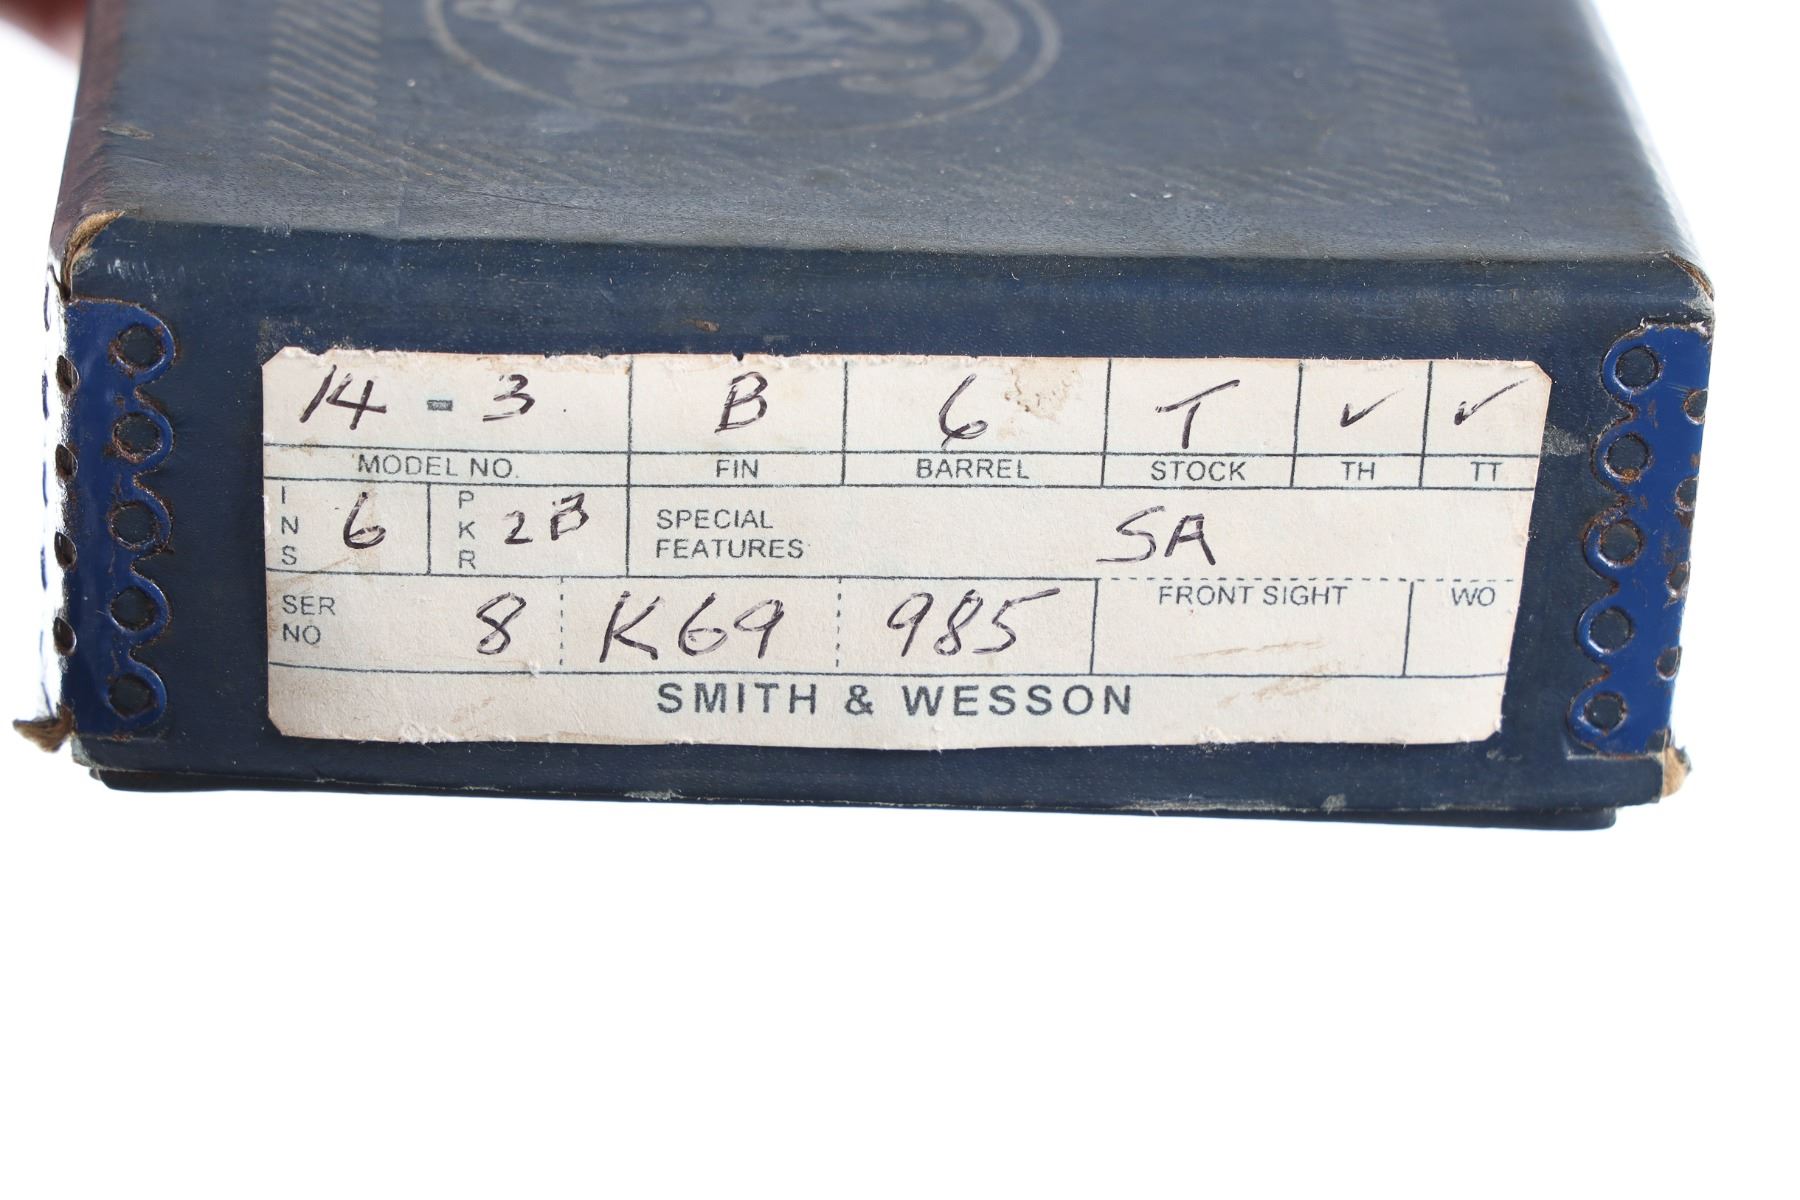 14 - 3 B 6 T ✓ ✓
MODEL NO. FIN BARREL STOCK TH TT
INS 6 PKR 2B SPECIAL FEATURES SA
SER NO 8 K69 985 FRONT SIGHT WO
SMITH & WESSON